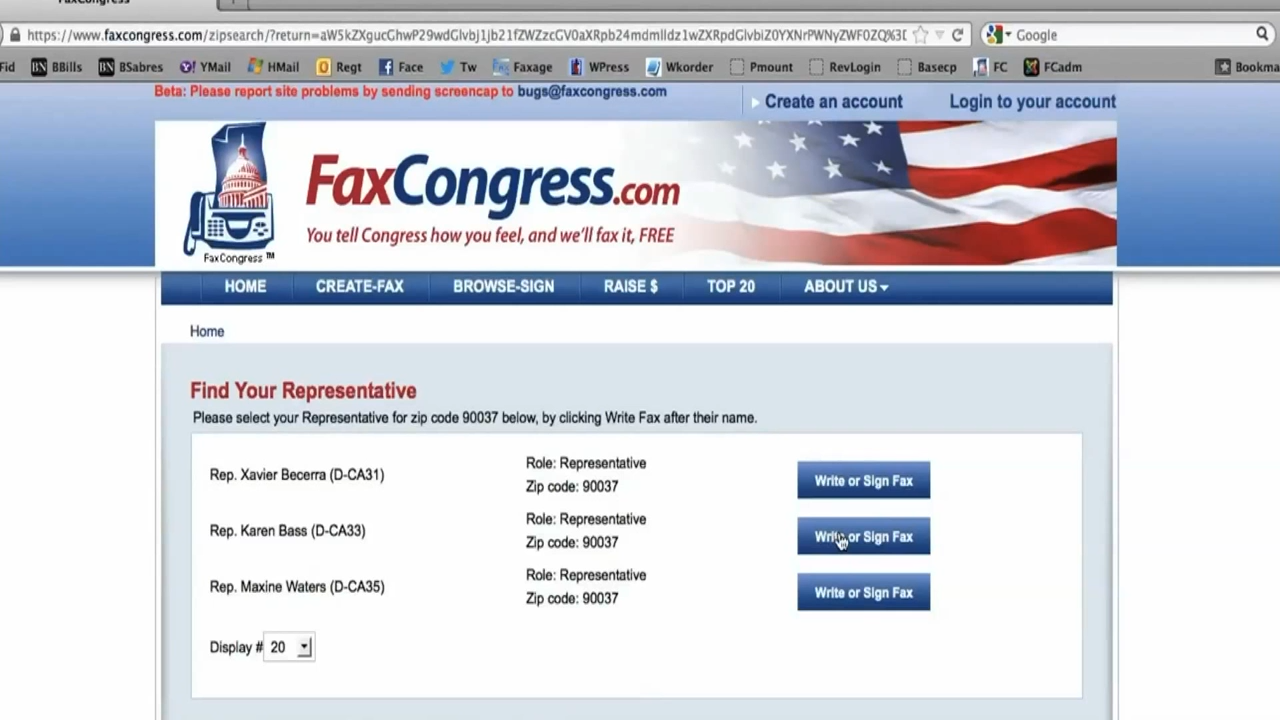 FaxCongress
https://www.faxcongress.com/zipsearch/?return=
Google
Fid BBills BSabres YMail HMail Regt Face Tw Faxage WPress Wkorder Pmount RevLogin Basecp FC FCadm Bookma
Beta: Please report site problems by sending screencap to bugs@faxcongress.com
Create an account Login to your account
FaxCongress.com
You tell Congress how you feel, and we'll fax it, FREE
FaxCongress™
HOME CREATE-FAX BROWSE-SIGN RAISE $ TOP 20 ABOUT US
Home
Find Your Representative
Please select your Representative for zip code 90037 below, by clicking Write Fax after their name.
Rep. Xavier Becerra (D-CA31)
Role: Representative
Zip code: 90037
Write or Sign Fax
Rep. Karen Bass (D-CA33)
Role: Representative
Zip code: 90037
Write or Sign Fax
Rep. Maxine Waters (D-CA35)
Role: Representative
Zip code: 90037
Write or Sign Fax
Display # 20